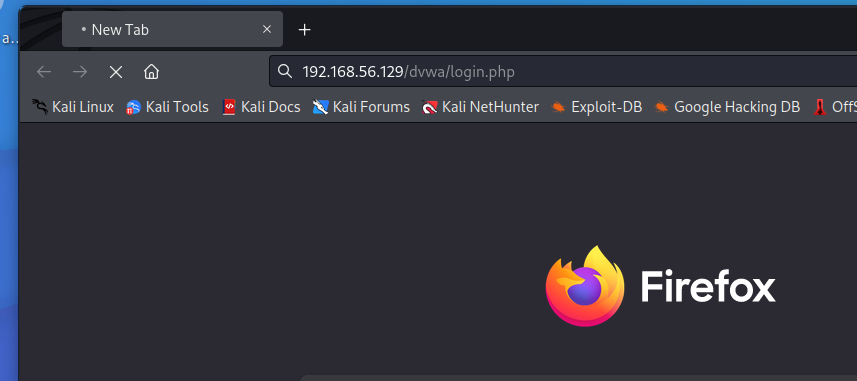 a..
New Tab
192.168.56.129/dvwa/login.php
Kali Linux Kali Tools Kali Docs Kali Forums Kali NetHunter Exploit-DB Google Hacking DB OffS
Firefox